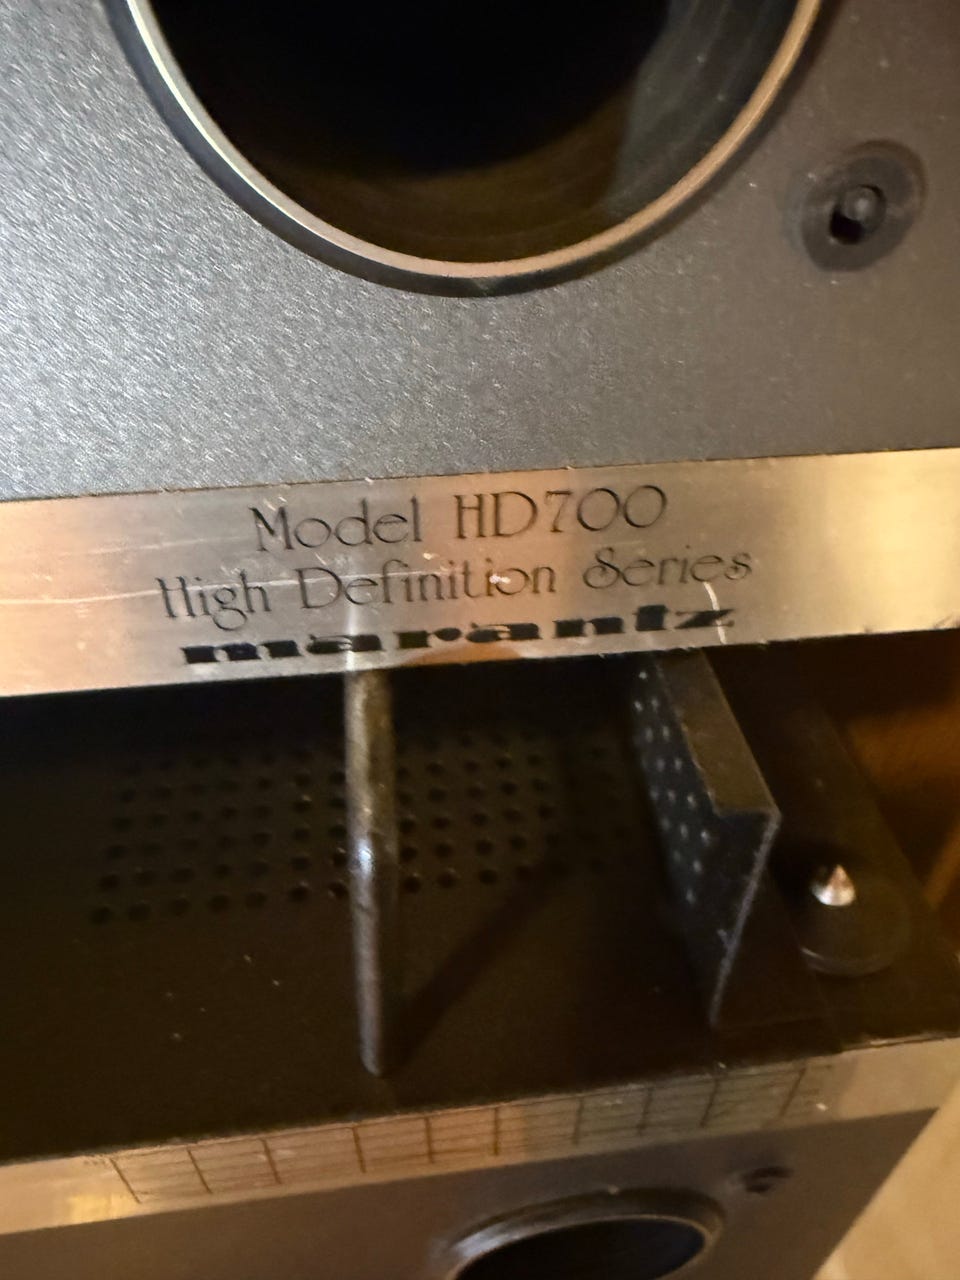 Model HD700
High Definition Series
marantz